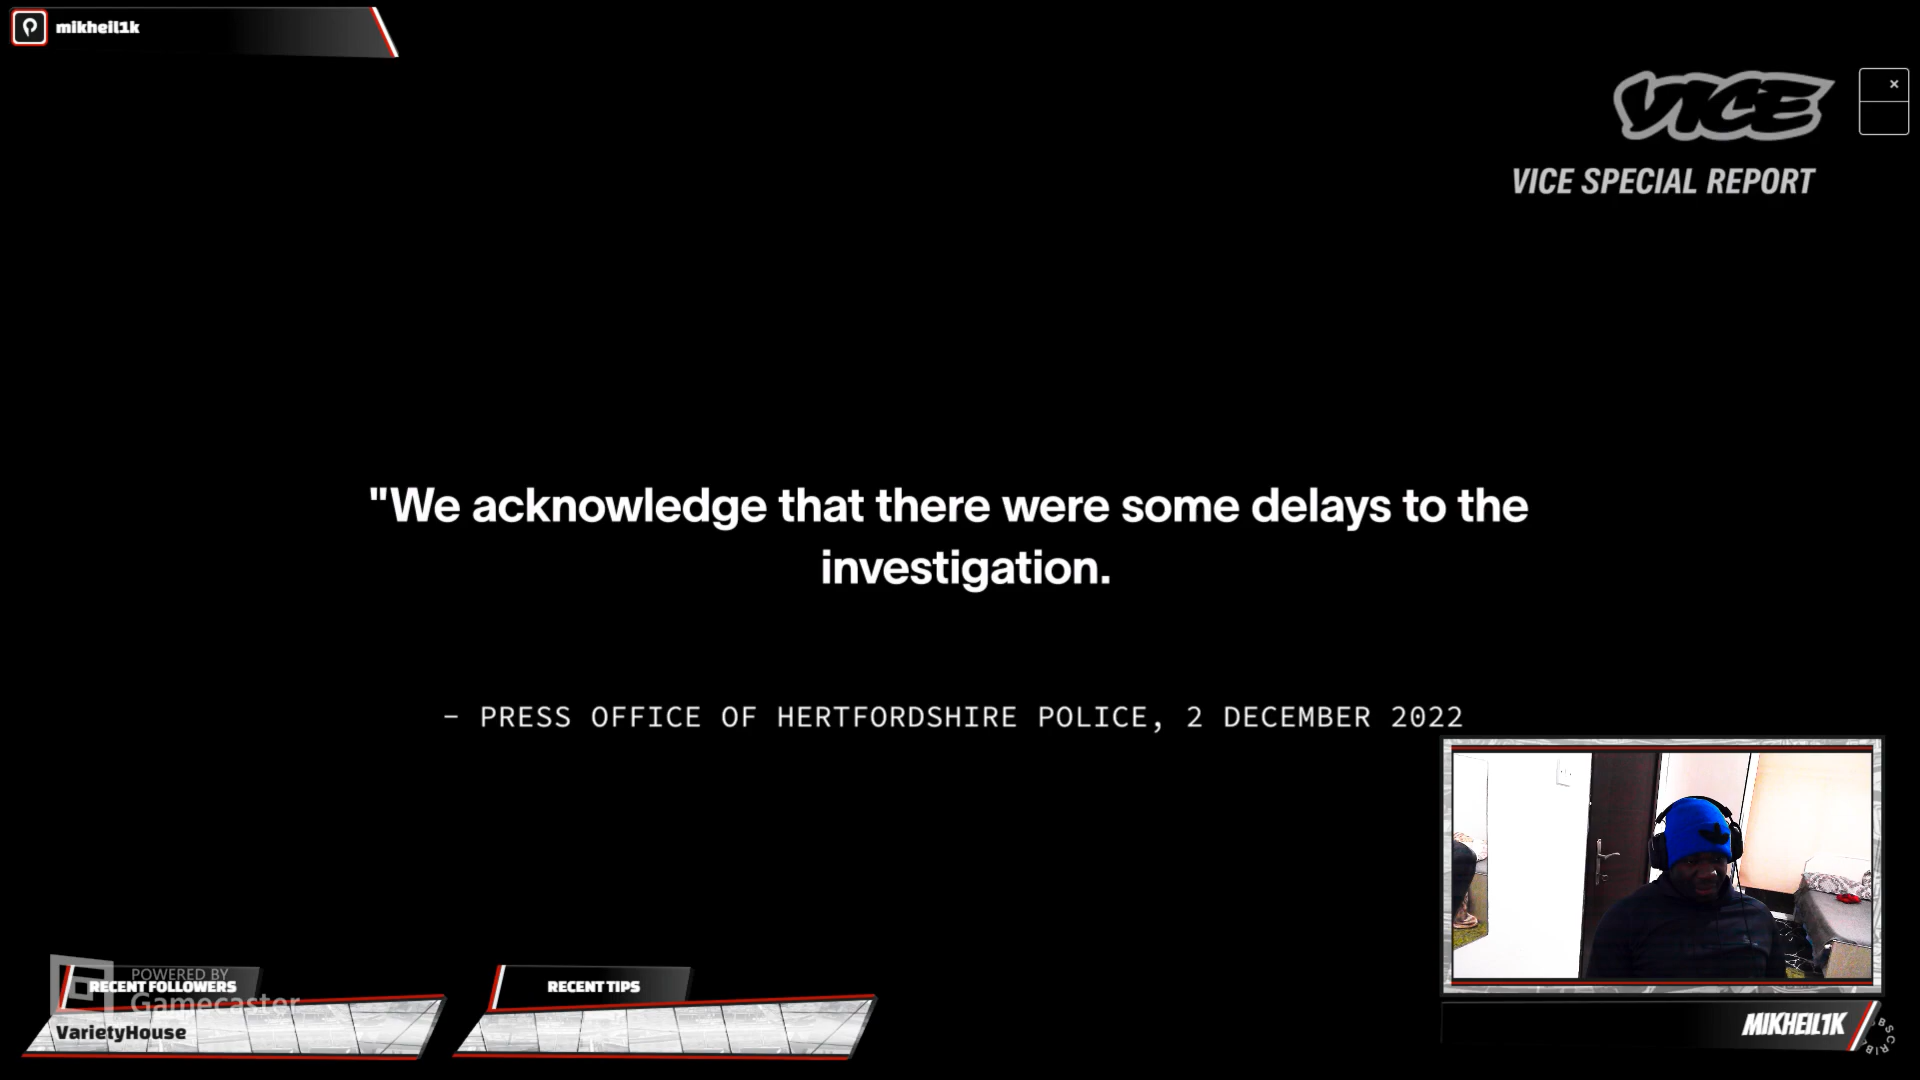 mikheil1k
VICE
VICE SPECIAL REPORT
"We acknowledge that there were some delays to the
investigation.
– PRESS OFFICE OF HERTFORDSHIRE POLICE, 2 DECEMBER 2022
POWERED BY
Gamecaster
RECENT FOLLOWERS
VarietyHouse
RECENT TIPS
MIKHEIL1K